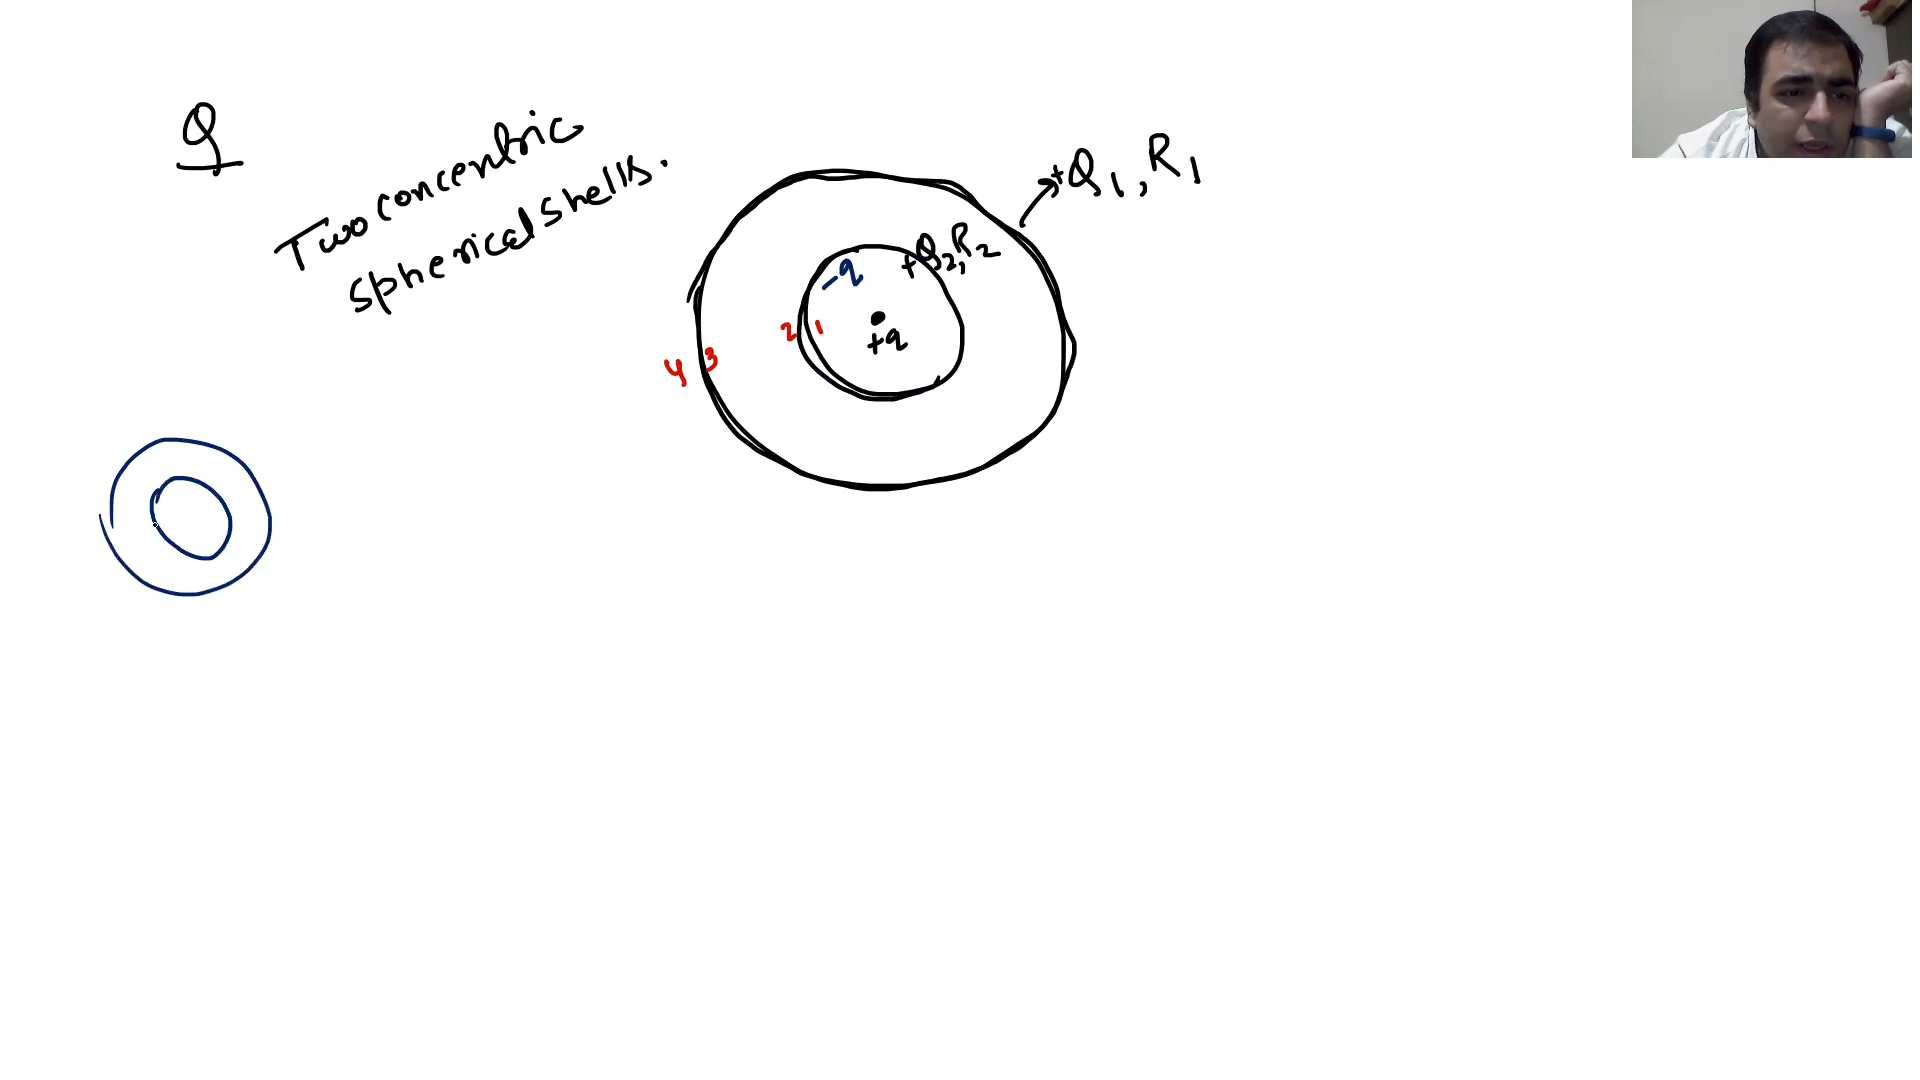 Q
Two concentric
spherical shells.
+Q1, R1
+Q2, R2
-q
2 1
+q
4 3